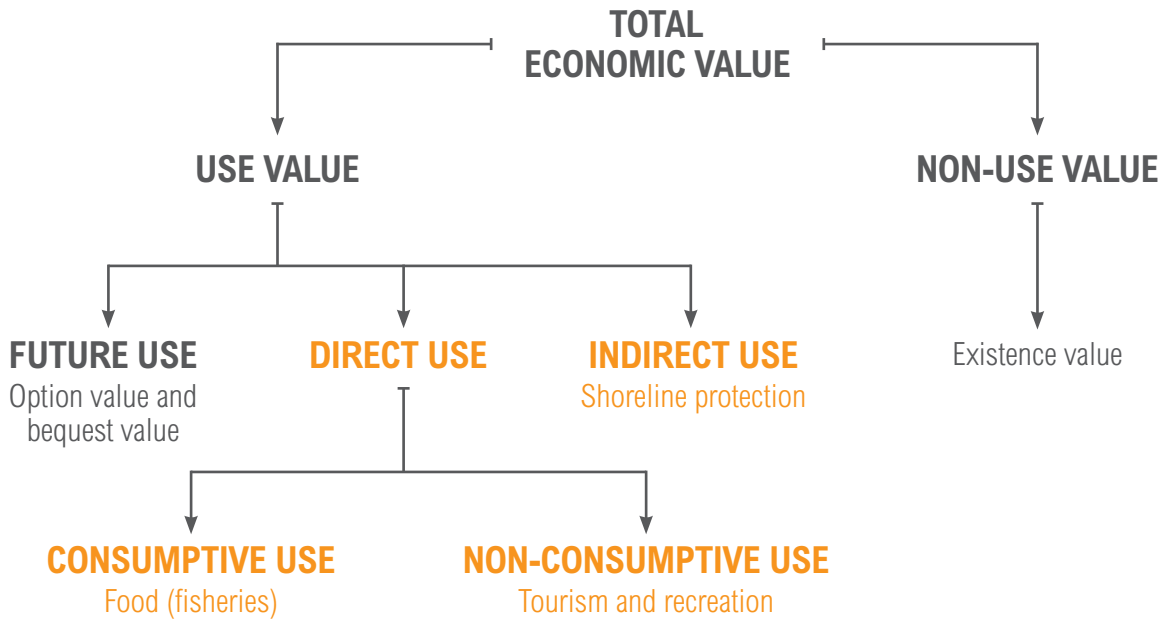 TOTAL
ECONOMIC VALUE
USE VALUE
NON-USE VALUE
FUTURE USE
Option value and
bequest value
DIRECT USE
INDIRECT USE
Shoreline protection
Existence value
CONSUMPTIVE USE
Food (fisheries)
NON-CONSUMPTIVE USE
Tourism and recreation